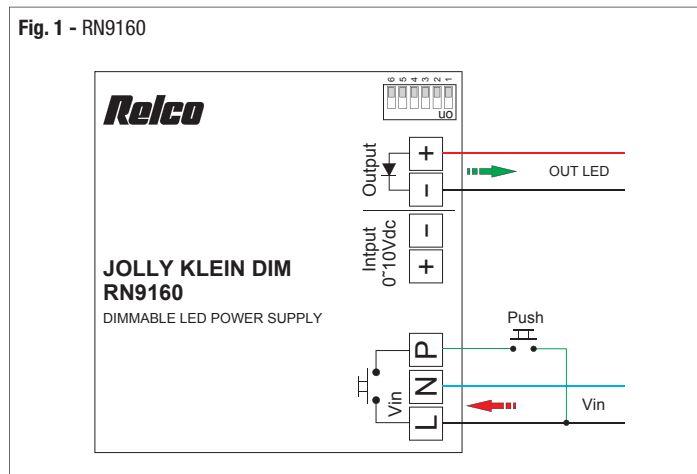 Fig. 1 - RN9160
6 5 4 3 2 1
on
Relco
Output
+
−
OUT LED
Intput
0~10Vdc
−
+
JOLLY KLEIN DIM
RN9160
DIMMABLE LED POWER SUPPLY
Push
P
N
L
Vin
Vin